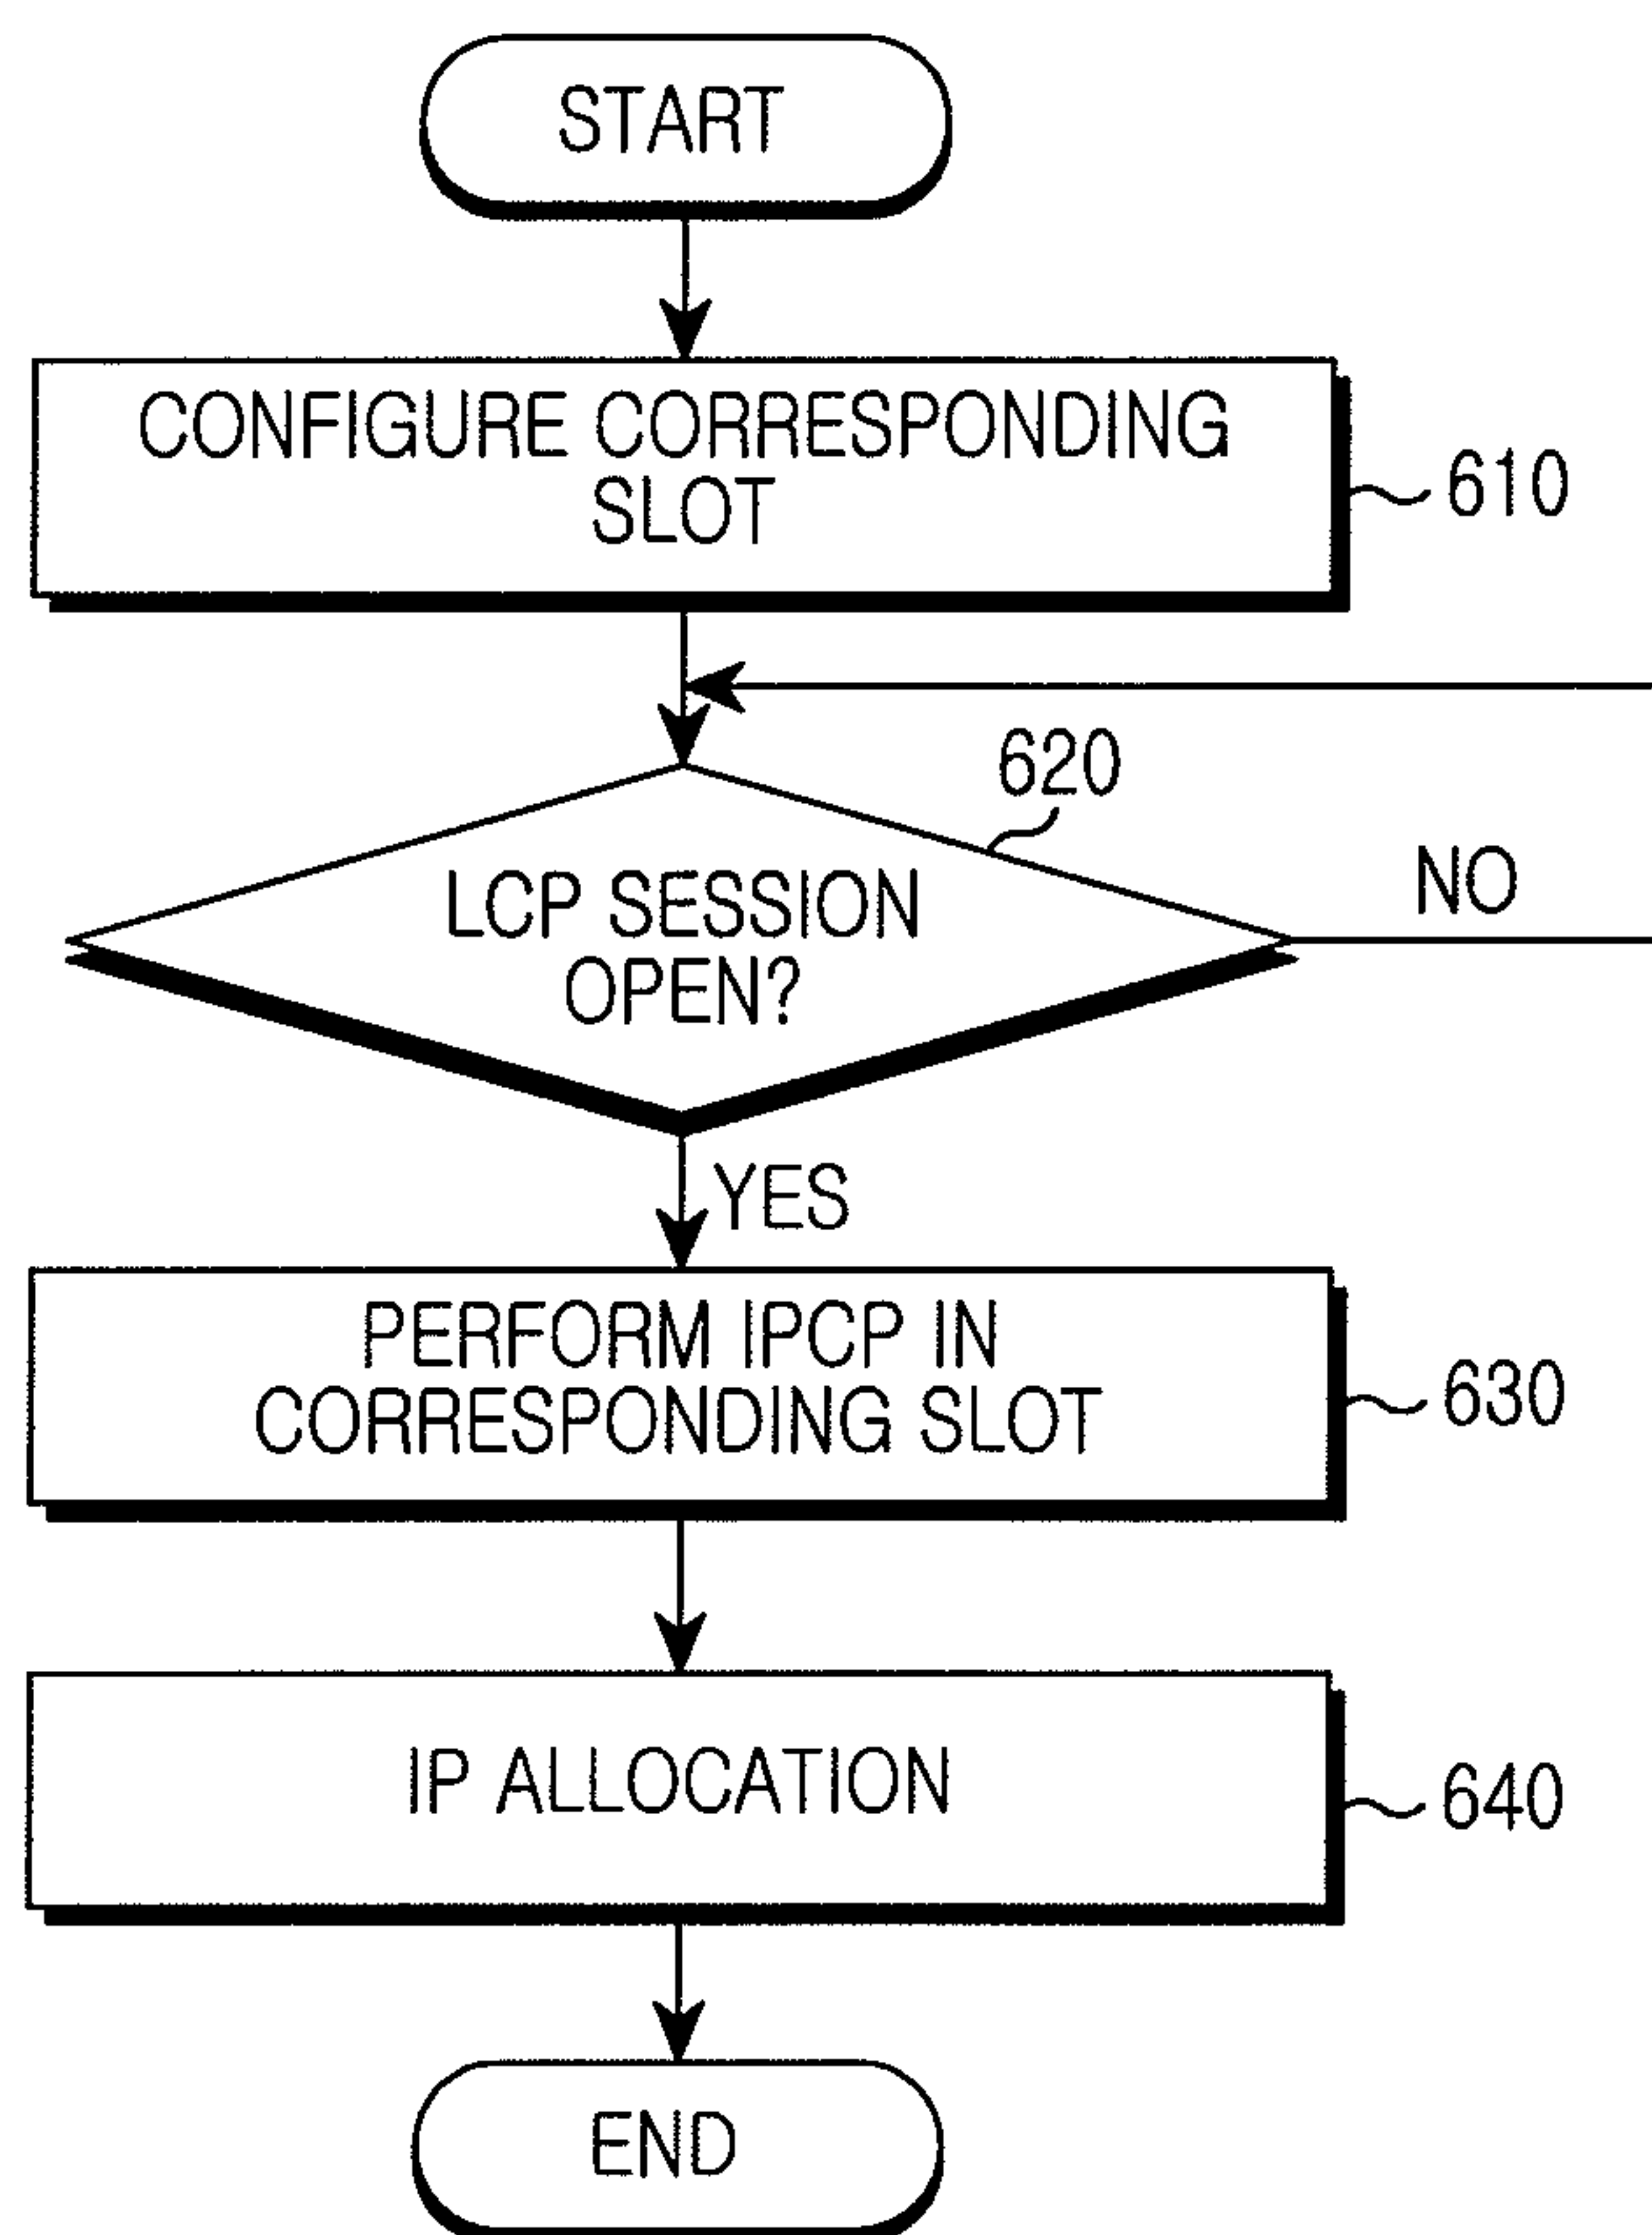 START
CONFIGURE CORRESPONDING
SLOT
610
620
LCP SESSION
OPEN?
NO
YES
PERFORM IPCP IN
CORRESPONDING SLOT
630
IP ALLOCATION
640
END